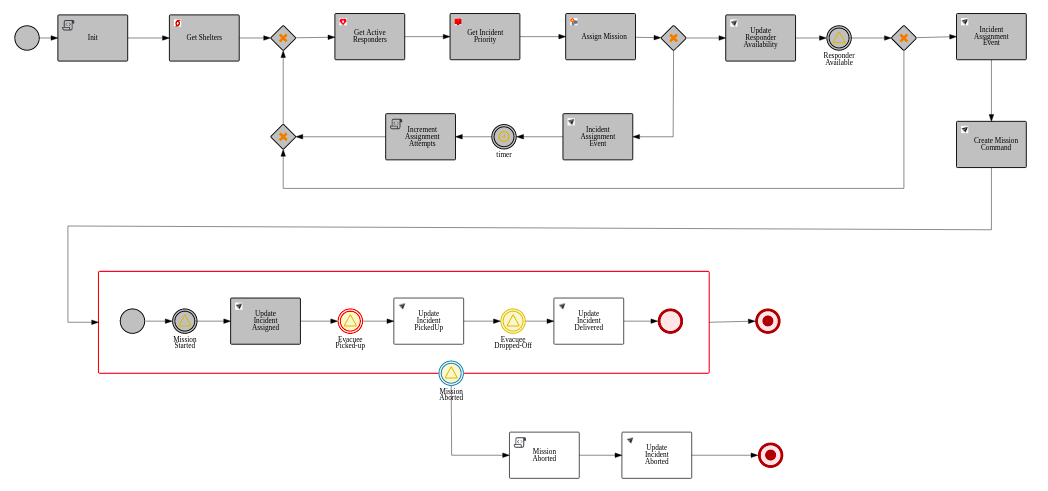 Init
Get Shelters
Get Active
Responders
Get Incident
Priority
Assign Mission
Update
Responder
Availability
Responder
Available
Incident
Assignment
Event
Increment
Assignment
Attempts
timer
Incident
Assignment
Event
Create Mission
Command
Mission
Started
Update
Incident
Assigned
Evacuee
Picked-up
Update
Incident
PickedUp
Evacuee
Dropped-Off
Update
Incident
Delivered
Mission
Aborted
Mission
Aborted
Update
Incident
Aborted